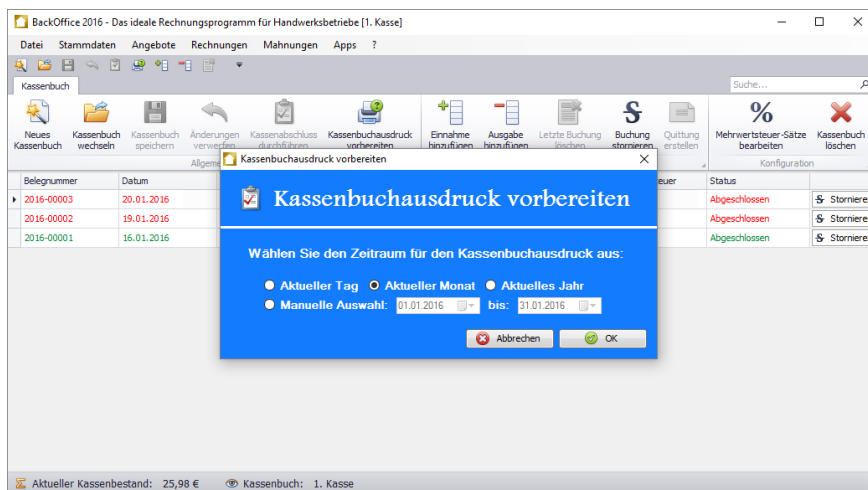 BackOffice 2016 - Das ideale Rechnungsprogramm für Handwerksbetriebe [1. Kasse]
Datei Stammdaten Angebote Rechnungen Mahnungen Apps ?
Kassenbuch
Suche...
Neues Kassenbuch
Kassenbuch wechseln
Kassenbuch speichern
Änderungen verwerfen
Kassenabschluss durchführen
Kassenbuchausdruck vorbereiten
Einnahme hinzufügen
Ausgabe hinzufügen
Letzte Buchung löschen
Buchung stornieren
Quittung erstellen
Mehrwertsteuer-Sätze bearbeiten
Kassenbuch löschen
Konfiguration
Belegnummer Datum Status
2016-00003 20.01.2016 Abgeschlossen
2016-00002 19.01.2016 Abgeschlossen
2016-00001 16.01.2016 Abgeschlossen
Kassenbuchausdruck vorbereiten
Kassenbuchausdruck vorbereiten
Wählen Sie den Zeitraum für den Kassenbuchausdruck aus:
Aktueller Tag Aktueller Monat Aktuelles Jahr
Manuelle Auswahl: 01.01.2016 bis: 31.01.2016
Abbrechen OK
Aktueller Kassenbestand: 25,98 € Kassenbuch: 1. Kasse